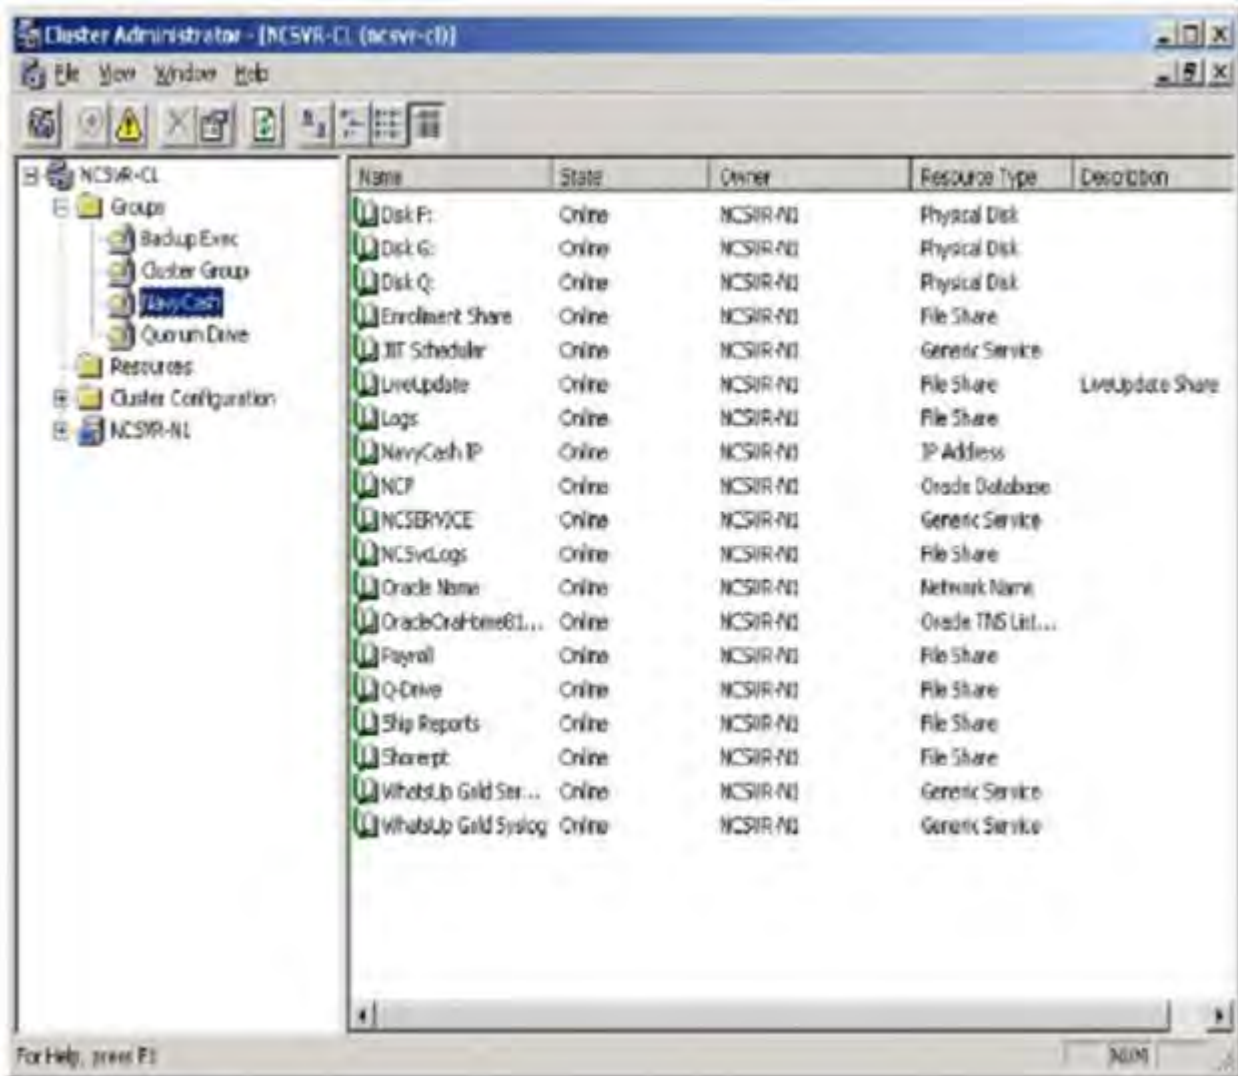 Cluster Administrator - [NCSVR-CL (ncsvr-cl)]
File View Window Help
NCSVR-CL
Groups
Backup Exec
Cluster Group
NavyCash
Quorum Drive
Resources
Cluster Configuration
NCSVR-N1
Name State Owner Resource Type Description
Disk F: Online NCSVR-N1 Physical Disk
Disk G: Online NCSVR-N1 Physical Disk
Disk Q: Online NCSVR-N1 Physical Disk
Enrollment Share Online NCSVR-N1 File Share
Scheduler Online NCSVR-N1 Generic Service
LiveUpdate Online NCSVR-N1 File Share LiveUpdate Share
Logs Online NCSVR-N1 File Share
NavyCash IP Online NCSVR-N1 IP Address
NCP Online NCSVR-N1 Oracle Database
NCSERVICE Online NCSVR-N1 Generic Service
NCSvcLogs Online NCSVR-N1 File Share
Oracle Name Online NCSVR-N1 Network Name
OracleOraHome81... Online NCSVR-N1 Oracle TNS List...
Payroll Online NCSVR-N1 File Share
Q-Drive Online NCSVR-N1 File Share
Ship Reports Online NCSVR-N1 File Share
Shorerpt Online NCSVR-N1 File Share
WhatsUp Gold Ser... Online NCSVR-N1 Generic Service
WhatsUp Gold Syslog Online NCSVR-N1 Generic Service
For Help, press F1
NUM